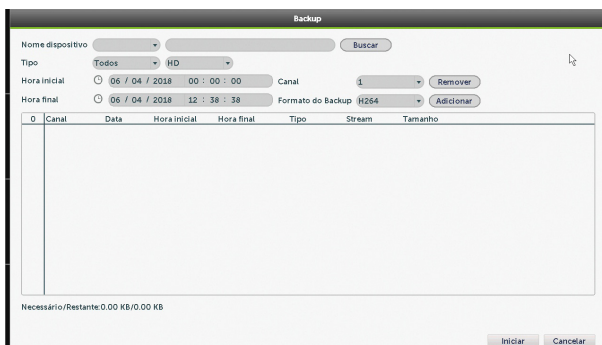 Backup
Nome dispositivo Buscar
Tipo Todos HD
Hora inicial 06 / 04 / 2018 00 : 00 : 00 Canal 1 Remover
Hora final 06 / 04 / 2018 12 : 38 : 38 Formato do Backup H264 Adicionar
0 Canal Data Hora inicial Hora final Tipo Stream Tamanho
Necessário/Restante:0.00 KB/0.00 KB
Iniciar Cancelar